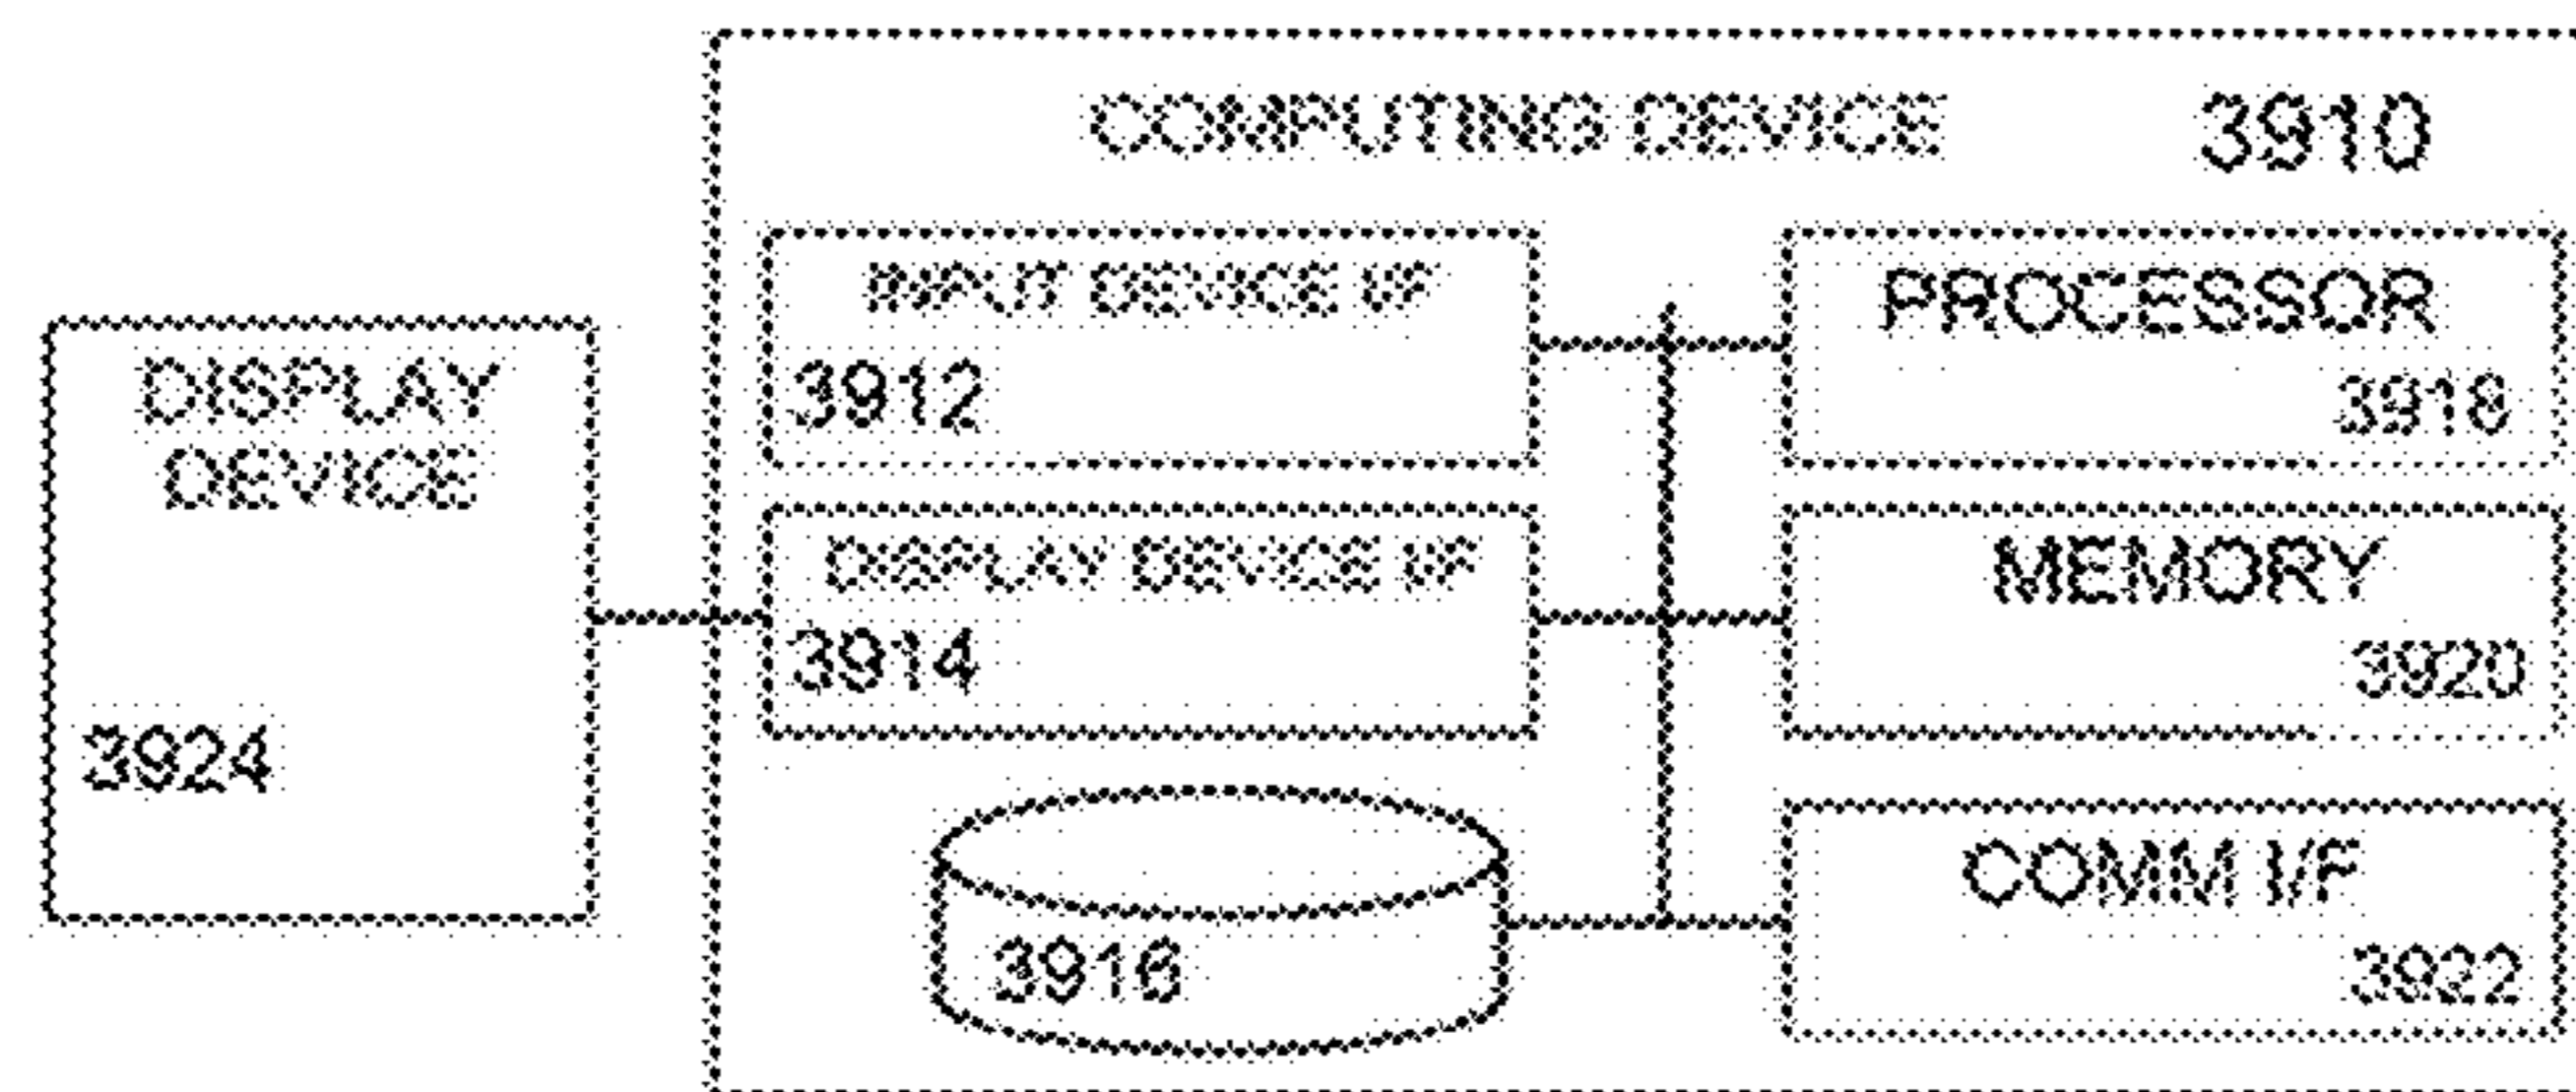 COMPUTING DEVICE 3910
INPUT DEVICE I/F
3912
PROCESSOR
3918
DISPLAY
DEVICE
3924
DISPLAY DEVICE I/F
3914
MEMORY
3920
3916
COMM I/F
3922